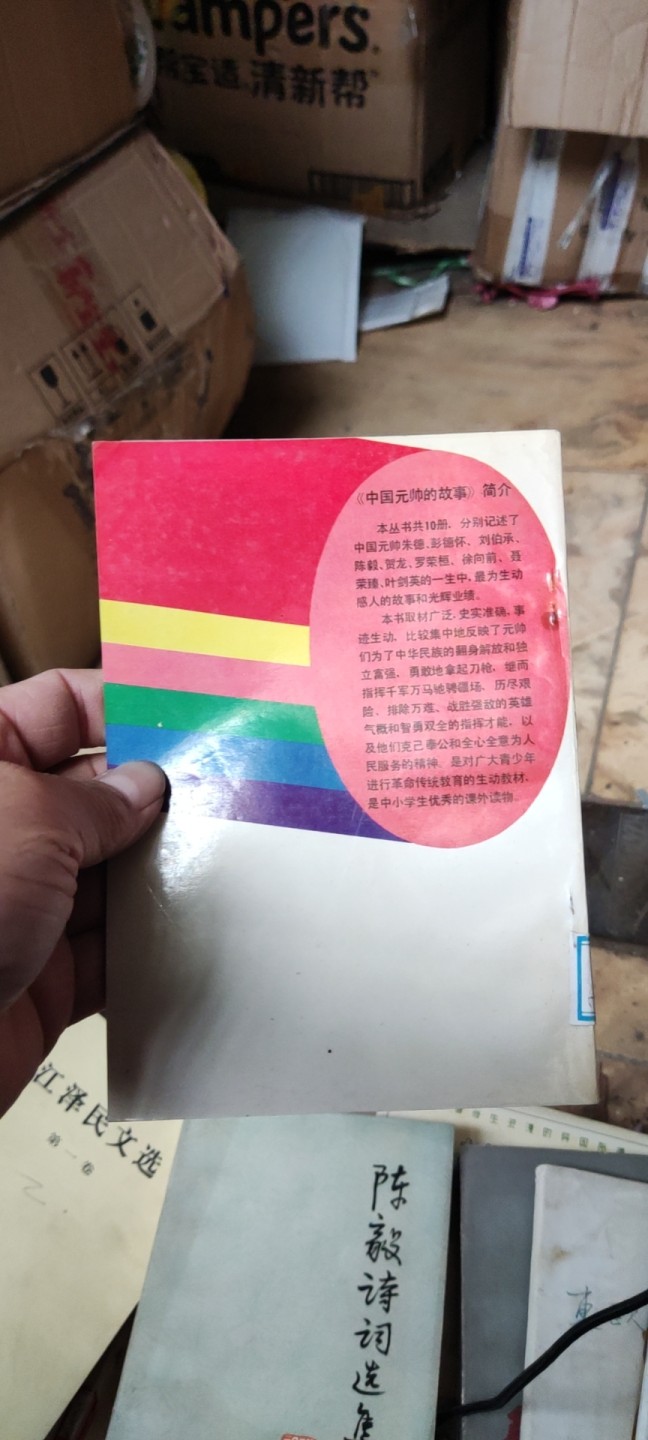 ampers
宝适 清新帮
《中国元帅的故事》简介
本丛书共10册，分别记述了
中国元帅朱德、彭德怀、刘伯承、
陈毅、贺龙、罗荣桓、徐向前、聂
荣臻、叶剑英的一生中，最为生动
感人的故事和光辉业绩。
本书取材广泛，史实准确，事
迹生动，比较集中地反映了元帅
们为了中华民族的翻身解放和独
立富强，勇敢地拿起刀枪，继而
指挥千军万马驰骋疆场，历尽艰
险、排除万难、战胜强敌的英雄
气概和智勇双全的指挥才能，以
及他们克己奉公和全心全意为人
民服务的精神。是对广大青少年
进行革命传统教育的生动教材，
是中小学生优秀的课外读物。
江泽民文选
第一卷
陈毅诗词选集